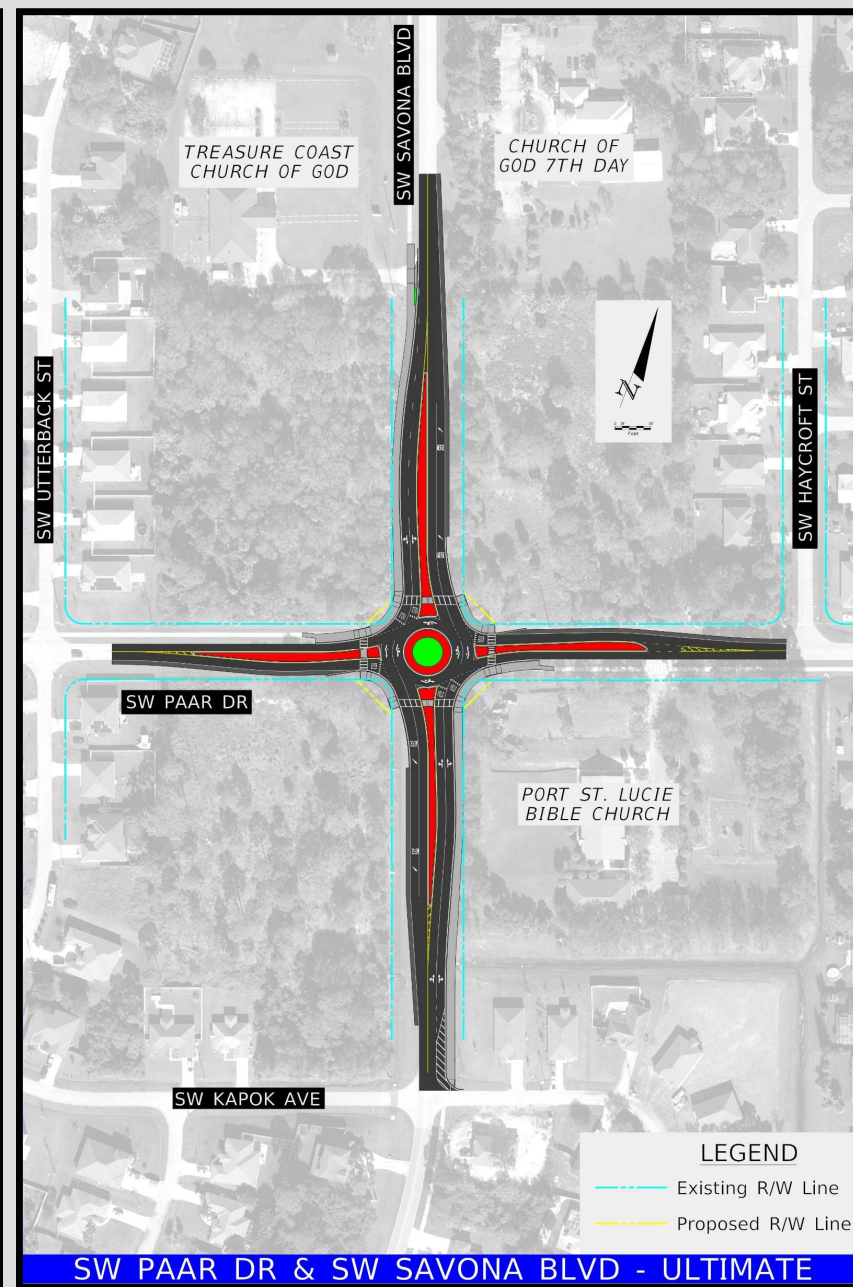 SW SAVONA BLVD
TREASURE COAST
CHURCH OF GOD
CHURCH OF
GOD 7TH DAY
SW UTTERBACK ST
N
Feet
SW HAYCROFT ST
SW PAAR DR
PORT ST. LUCIE
BIBLE CHURCH
SW KAPOK AVE
LEGEND
Existing R/W Line
Proposed R/W Line
SW PAAR DR & SW SAVONA BLVD - ULTIMATE